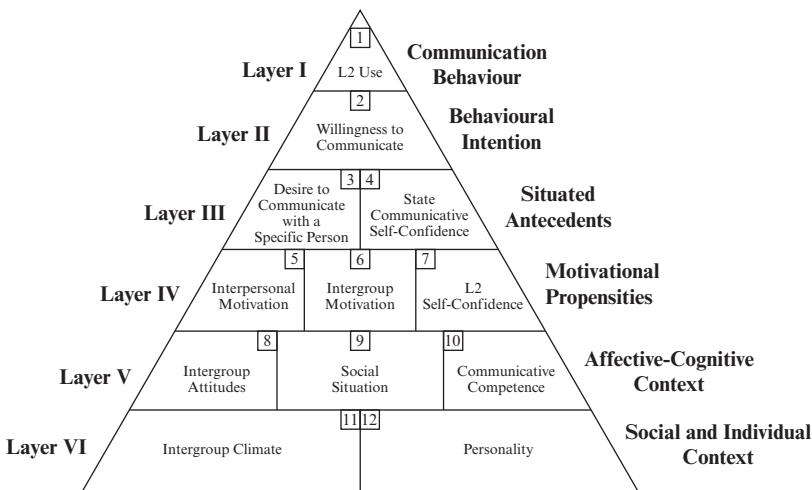 1
Layer I
L2 Use
Communication
Behaviour
2
Layer II
Willingness to
Communicate
Behavioural
Intention
3
4
Layer III
Desire to
Communicate
with a
Specific Person
State
Communicative
Self-Confidence
Situated
Antecedents
5
6
7
Layer IV
Interpersonal
Motivation
Intergroup
Motivation
L2
Self-Confidence
Motivational
Propensities
8
9
10
Layer V
Intergroup
Attitudes
Social
Situation
Communicative
Competence
Affective-Cognitive
Context
11
12
Layer VI
Intergroup Climate
Personality
Social and Individual
Context